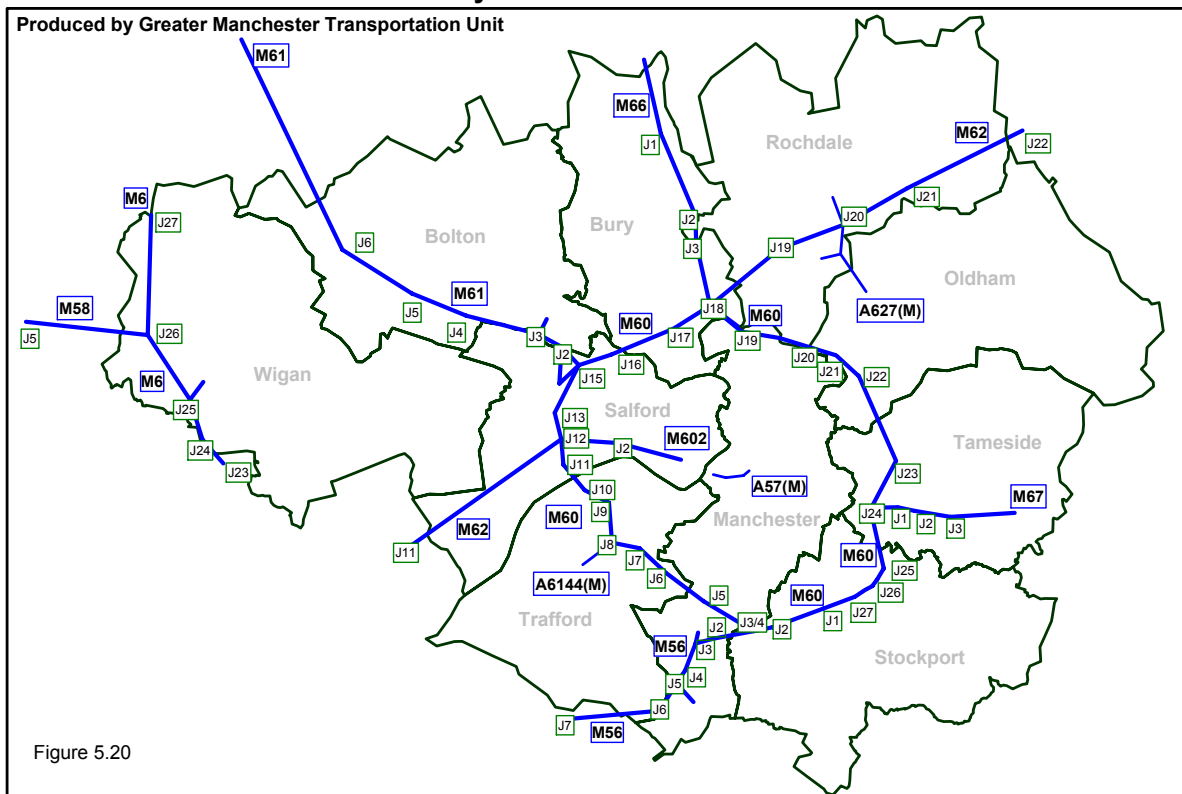 Produced by Greater Manchester Transportation Unit
M61
M66
J1
Rochdale
M62
J22
M6
J27
J2
J21
J20
Bury
J6
Bolton
J3
J19
Oldham
M58
M61
J5
J18
A627(M)
J5
J26
J4
J3
M60
M60
J17
J19
J2
J20
J16
J21
M6
Wigan
J15
J22
J25
Salford
J13
J24
J12
J2
M602
Tameside
J23
J11
J23
J10
A57(M)
M67
M60
J9
J24
J1
J2
J3
M62
Manchester
J11
J8
J7
M60
J25
A6144(M)
J6
J26
J5
M60
J27
Trafford
J3/4
J1
J2
J2
M56
J3
Stockport
J4
J5
J6
J7
M56
Figure 5.20